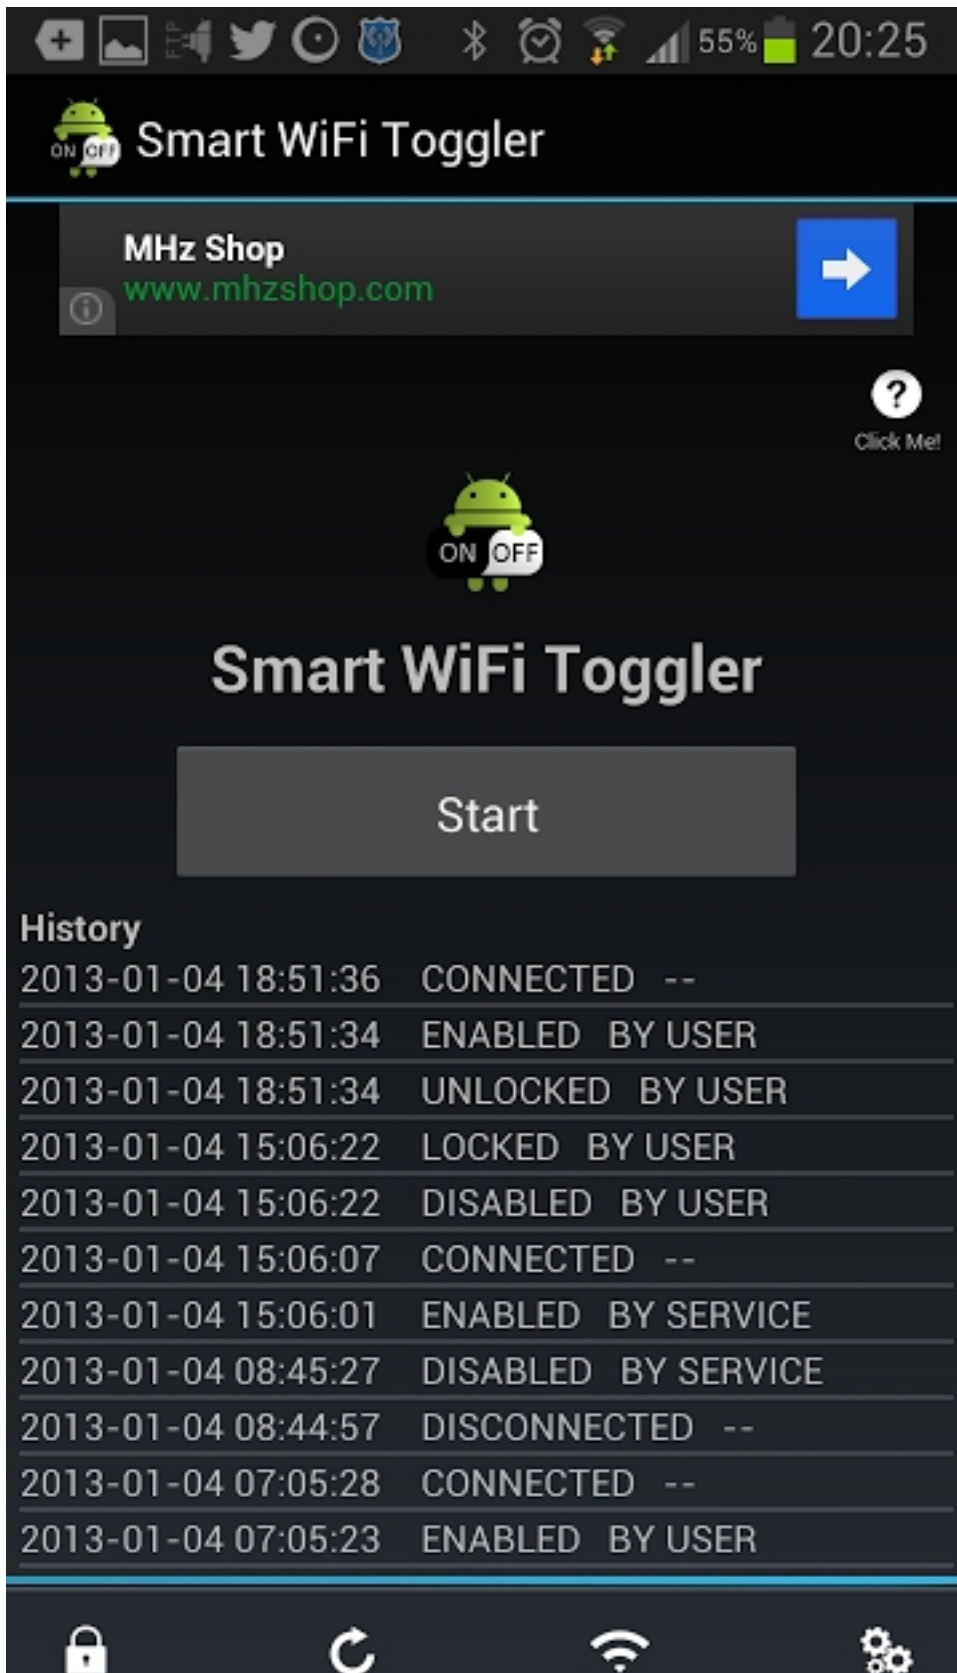 FTP 55% 20:25
ON OFF Smart WiFi Toggler
MHz Shop
www.mhzshop.com
?
Click Me!
ON OFF
Smart WiFi Toggler
Start
History
2013-01-04 18:51:36 CONNECTED --
2013-01-04 18:51:34 ENABLED BY USER
2013-01-04 18:51:34 UNLOCKED BY USER
2013-01-04 15:06:22 LOCKED BY USER
2013-01-04 15:06:22 DISABLED BY USER
2013-01-04 15:06:07 CONNECTED --
2013-01-04 15:06:01 ENABLED BY SERVICE
2013-01-04 08:45:27 DISABLED BY SERVICE
2013-01-04 08:44:57 DISCONNECTED --
2013-01-04 07:05:28 CONNECTED --
2013-01-04 07:05:23 ENABLED BY USER